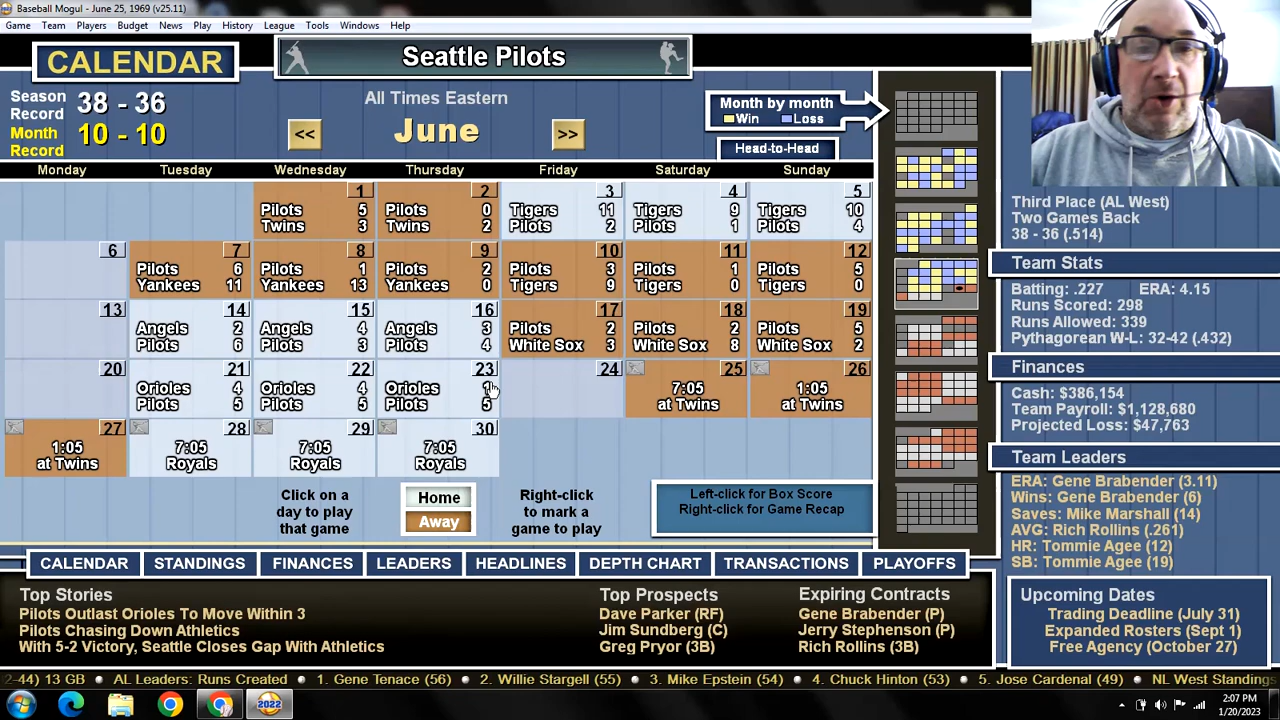 Baseball Mogul - June 25, 1969 (v25.11)
Game Team Players Budget News Play History League Tools Windows Help
CALENDAR
Seattle Pilots
Season Record 38 - 36
Month Record 10 - 10
All Times Eastern
<< June >>
Month by month
Win Loss
Head-to-Head
Monday Tuesday Wednesday Thursday Friday Saturday Sunday
1 2 3 4 5
Pilots 5 Pilots 0 Tigers 11 Tigers 9 Tigers 10
Twins 3 Twins 2 Pilots 2 Pilots 1 Pilots 4
6 7 8 9 10 11 12
Pilots 6 Pilots 1 Pilots 2 Pilots 3 Pilots 1 Pilots 5
Yankees 11 Yankees 13 Yankees 0 Tigers 9 Tigers 0 Tigers 0
13 14 15 16 17 18 19
Angels 2 Angels 4 Angels 3 Pilots 2 Pilots 2 Pilots 5
Pilots 6 Pilots 3 Pilots 4 White Sox 3 White Sox 8 White Sox 2
20 21 22 23 24 25 26
Orioles 4 Orioles 4 Orioles 1 7:05 1:05
Pilots 5 Pilots 5 Pilots 5 at Twins at Twins
27 28 29 30
1:05 7:05 7:05 7:05
at Twins Royals Royals Royals
Click on a day to play that game
Home
Away
Right-click to mark a game to play
Left-click for Box Score
Right-click for Game Recap
Third Place (AL West)
Two Games Back
38 - 36 (.514)
Team Stats
Batting: .227 ERA: 4.15
Runs Scored: 298
Runs Allowed: 339
Pythagorean W-L: 32-42 (.432)
Finances
Cash: $386,154
Team Payroll: $1,128,680
Projected Loss: $47,763
Team Leaders
ERA: Gene Brabender (3.11)
Wins: Gene Brabender (6)
Saves: Mike Marshall (14)
AVG: Rich Rollins (.261)
HR: Tommie Agee (12)
SB: Tommie Agee (19)
CALENDAR STANDINGS FINANCES LEADERS HEADLINES DEPTH CHART TRANSACTIONS PLAYOFFS
Top Stories
Pilots Outlast Orioles To Move Within 3
Pilots Chasing Down Athletics
With 5-2 Victory, Seattle Closes Gap With Athletics
Top Prospects
Dave Parker (RF)
Jim Sundberg (C)
Greg Pryor (3B)
Expiring Contracts
Gene Brabender (P)
Jerry Stephenson (P)
Rich Rollins (3B)
Upcoming Dates
Trading Deadline (July 31)
Expanded Rosters (Sept 1)
Free Agency (October 27)
2-44) 13 GB • AL Leaders: Runs Created • 1. Gene Tenace (56) • 2. Willie Stargell (55) • 3. Mike Epstein (54) • 4. Chuck Hinton (53) • 5. Jose Cardenal (49) • NL West Standings
2022
2:07 PM
1/20/2023